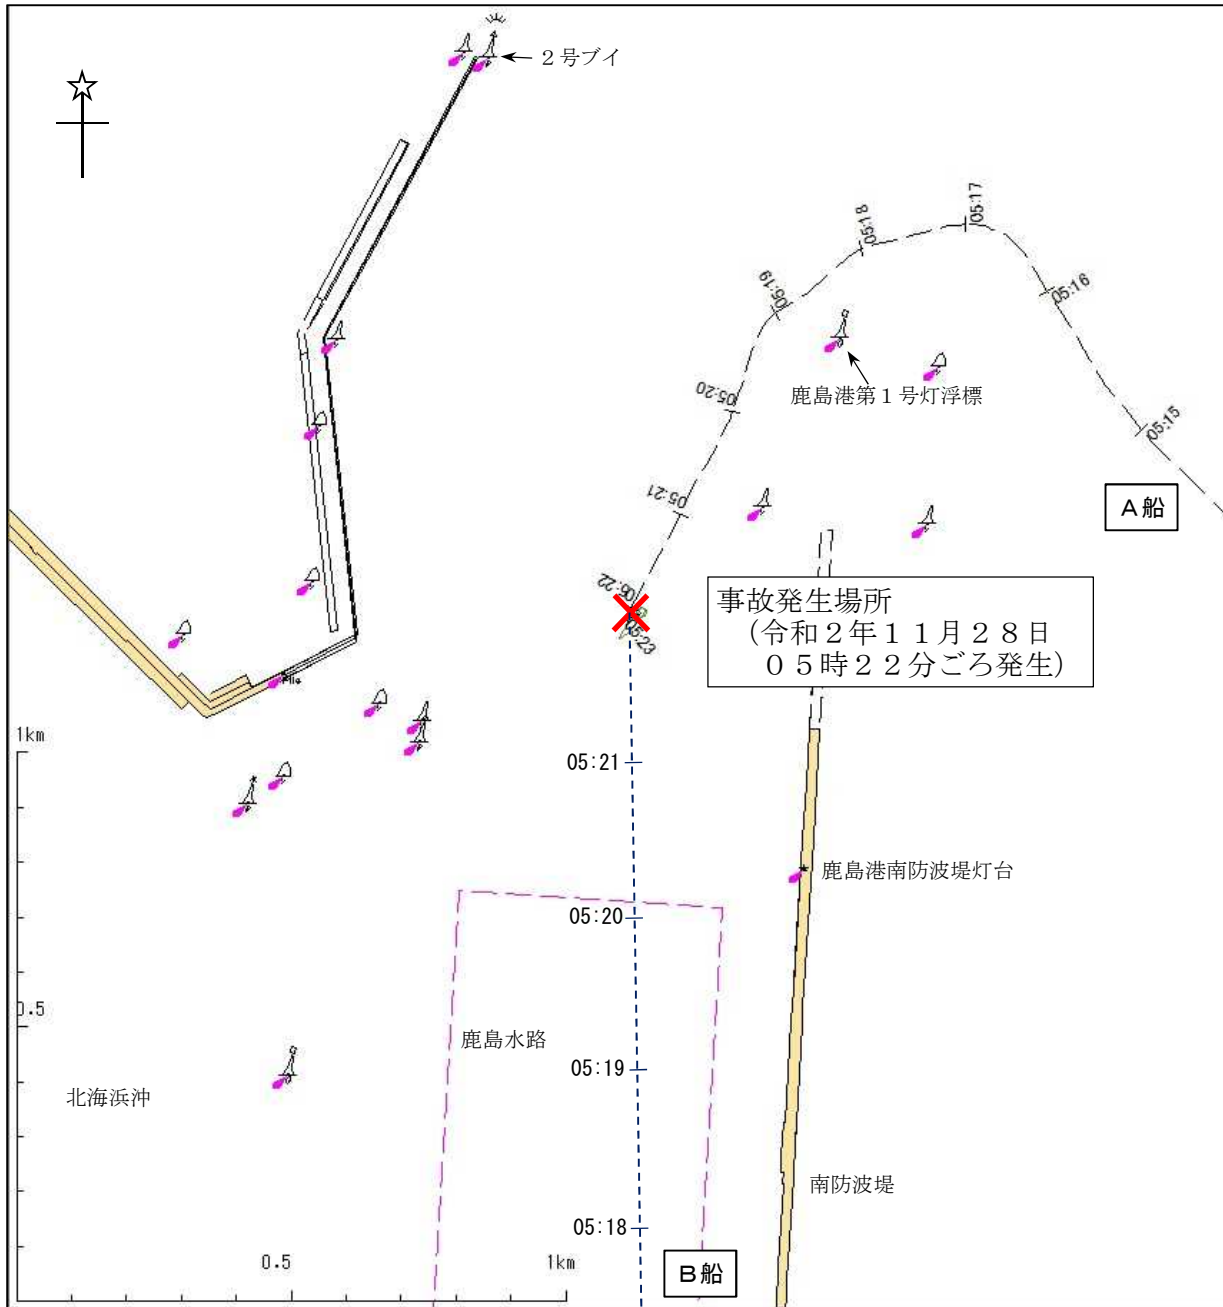 ２号ブイ
05:17
05:18
05:19
05:16
鹿島港第１号灯浮標
05:20
05:15
05:21
Ａ船
05:22
05:23
事故発生場所
（令和２年１１月２８日
０５時２２分ごろ発生）
Pile
1km
05:21
鹿島港南防波堤灯台
05:20
0.5
鹿島水路
05:19
北海浜沖
南防波堤
05:18
0.5
1km
Ｂ船